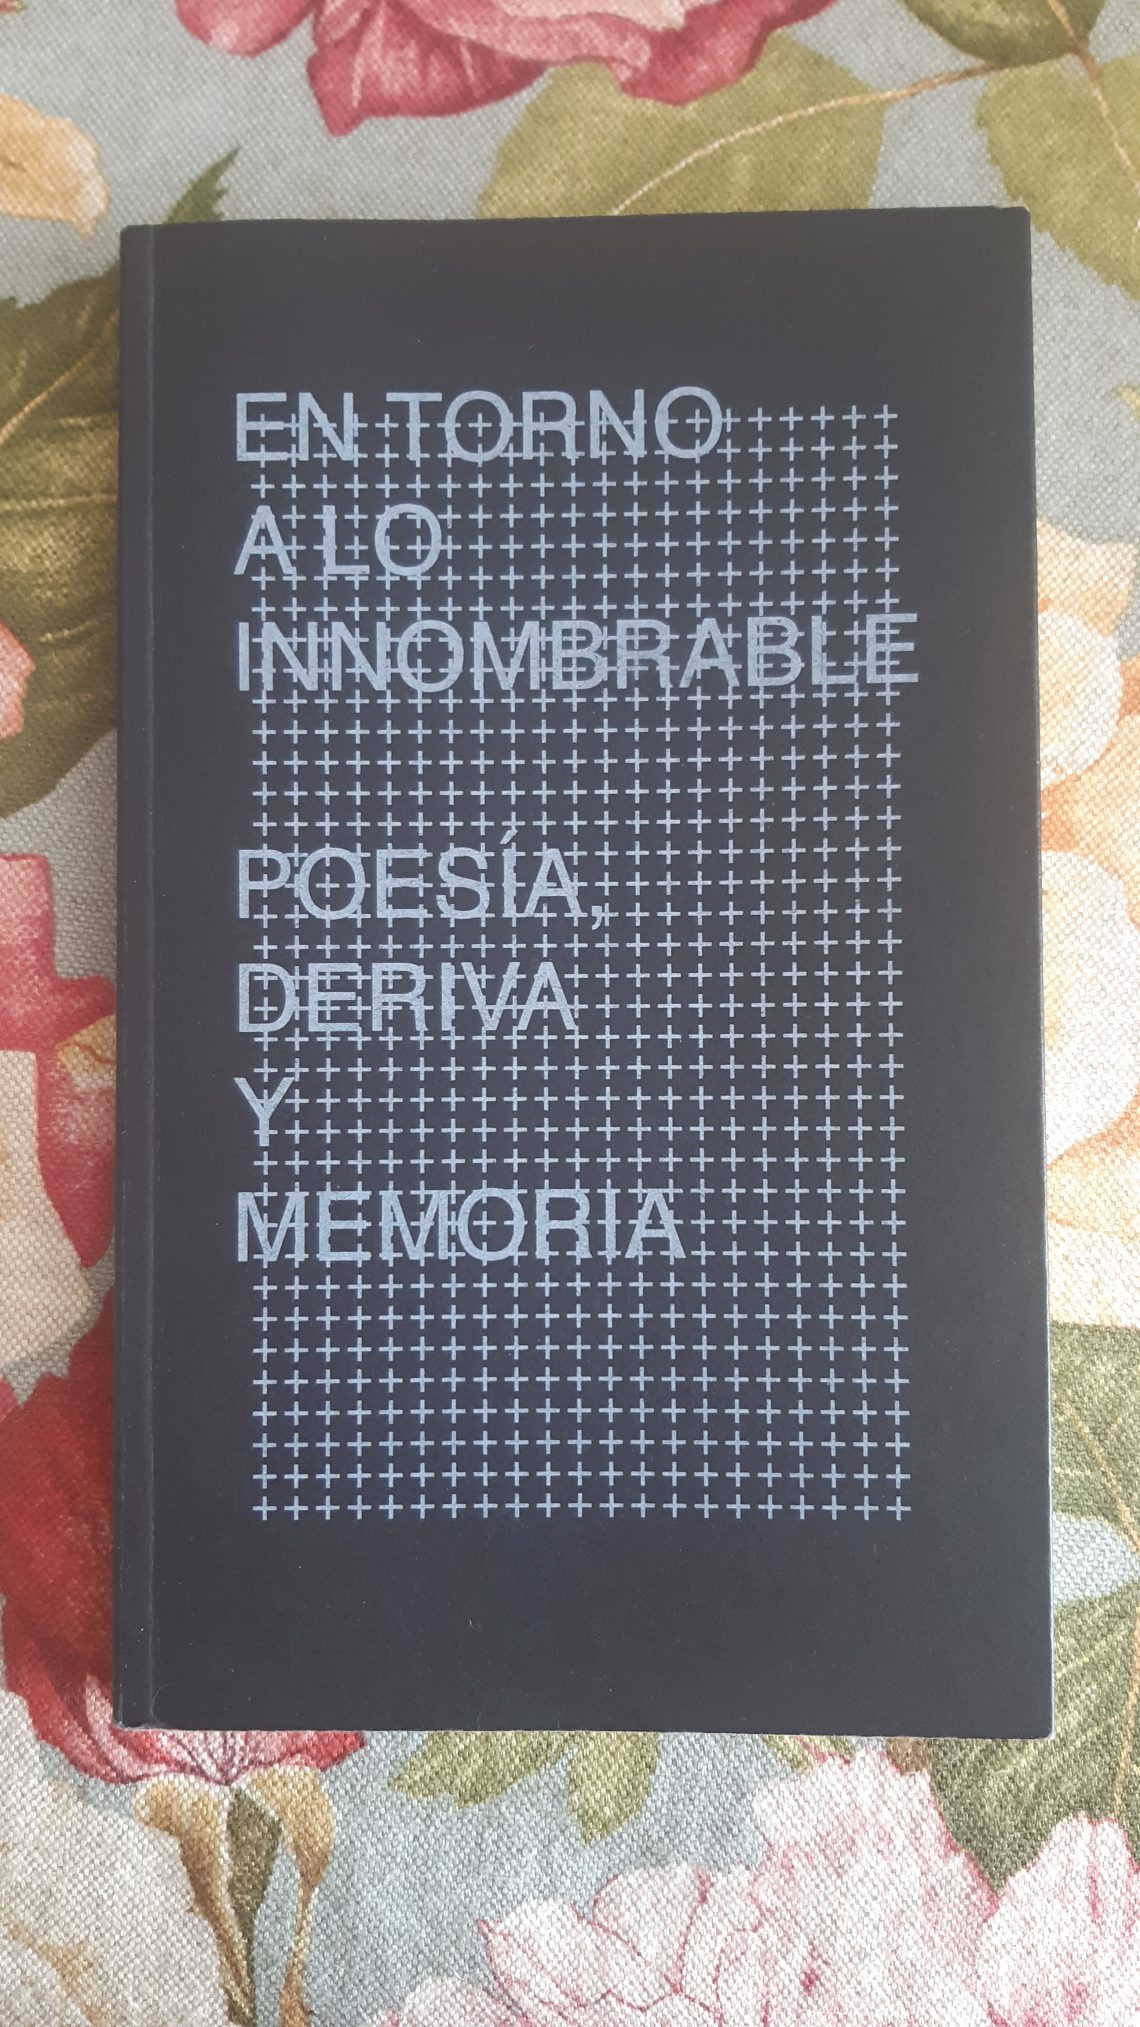 EN TORNO
A LO
INNOMBRABLE
POESÍA,
DERIVA
Y
MEMORIA